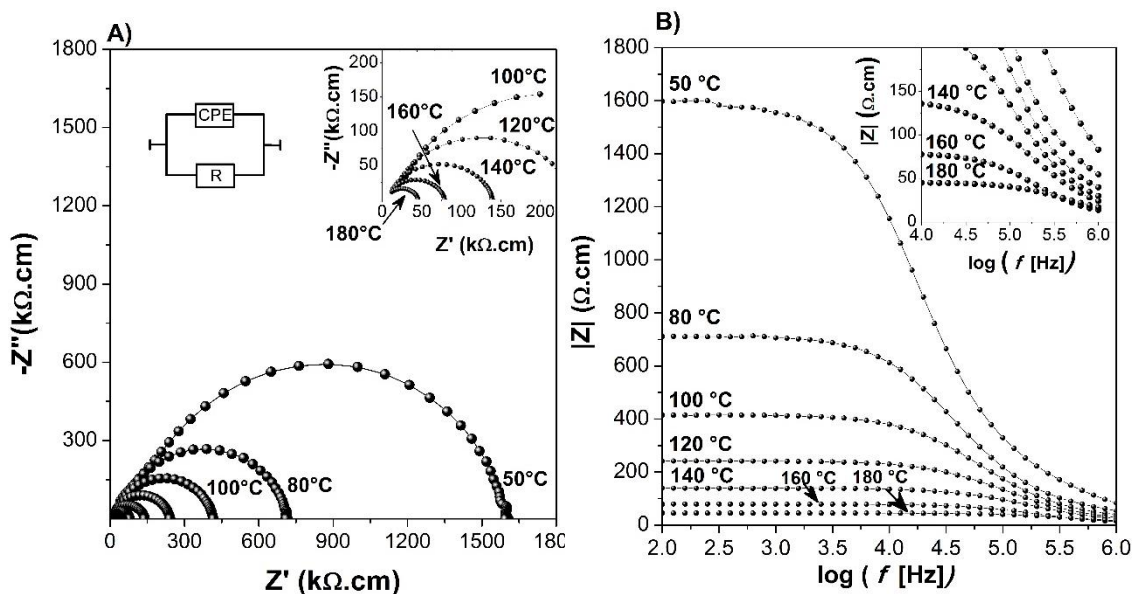 A)
1800
1500
1200
900
600
300
-Z''(kΩ.cm)
CPE
R
200
150
100
50
-Z''(kΩ.cm)
100°C
160°C
120°C
140°C
0 50 100 150 200
180°C
Z' (kΩ.cm)
100°C
80°C
50°C
0 300 600 900 1200 1500 1800
Z' (kΩ.cm)
B)
1800
1600
1400
1200
1000
800
600
400
200
0
|Z| (Ω.cm)
50 °C
80 °C
100 °C
120 °C
140 °C
160 °C
180 °C
150
100
50
0
|Z| (Ω.cm)
140 °C
160 °C
180 °C
4.0 4.5 5.0 5.5 6.0
log ( f [Hz])
2.0 2.5 3.0 3.5 4.0 4.5 5.0 5.5 6.0
log ( f [Hz])